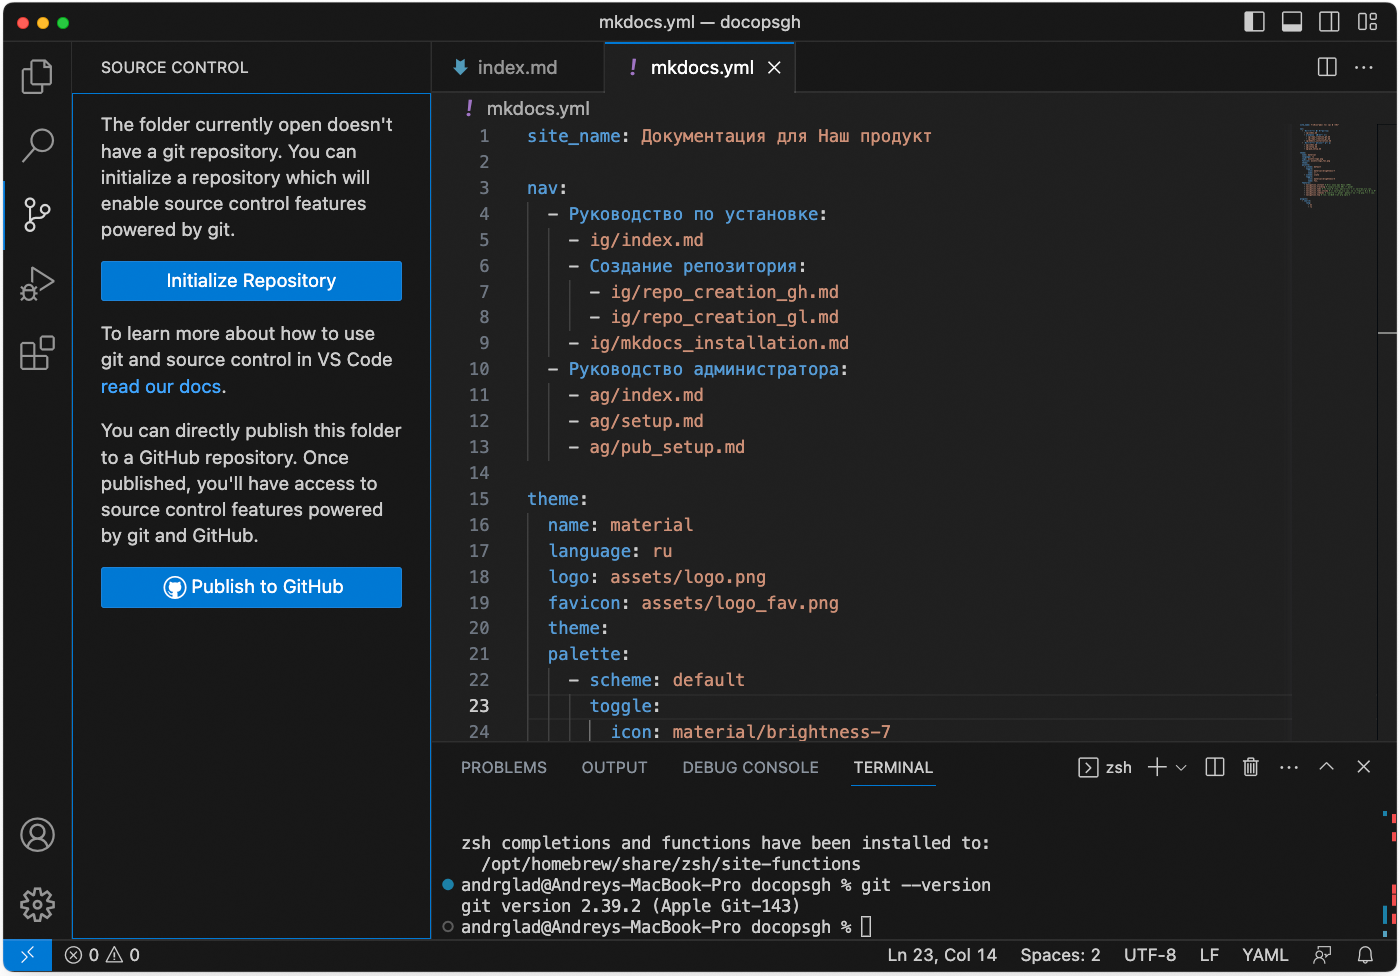 mkdocs.yml — docopsgh
SOURCE CONTROL
The folder currently open doesn't
have a git repository. You can
initialize a repository which will
enable source control features
powered by git.
Initialize Repository
To learn more about how to use
git and source control in VS Code
read our docs.
You can directly publish this folder
to a GitHub repository. Once
published, you'll have access to
source control features powered
by git and GitHub.
Publish to GitHub
index.md
! mkdocs.yml
! mkdocs.yml
1 site_name: Документация для Наш продукт
2
3 nav:
4 - Руководство по установке:
5 - ig/index.md
6 - Создание репозитория:
7 - ig/repo_creation_gh.md
8 - ig/repo_creation_gl.md
9 - ig/mkdocs_installation.md
10 - Руководство администратора:
11 - ag/index.md
12 - ag/setup.md
13 - ag/pub_setup.md
14
15 theme:
16 name: material
17 language: ru
18 logo: assets/logo.png
19 favicon: assets/logo_fav.png
20 theme:
21 palette:
22 - scheme: default
23 toggle:
24 icon: material/brightness-7
PROBLEMS OUTPUT DEBUG CONSOLE TERMINAL
zsh
zsh completions and functions have been installed to:
/opt/homebrew/share/zsh/site-functions
andrglad@Andreys-MacBook-Pro docopsgh % git --version
git version 2.39.2 (Apple Git-143)
andrglad@Andreys-MacBook-Pro docopsgh %
0 0
Ln 23, Col 14 Spaces: 2 UTF-8 LF YAML